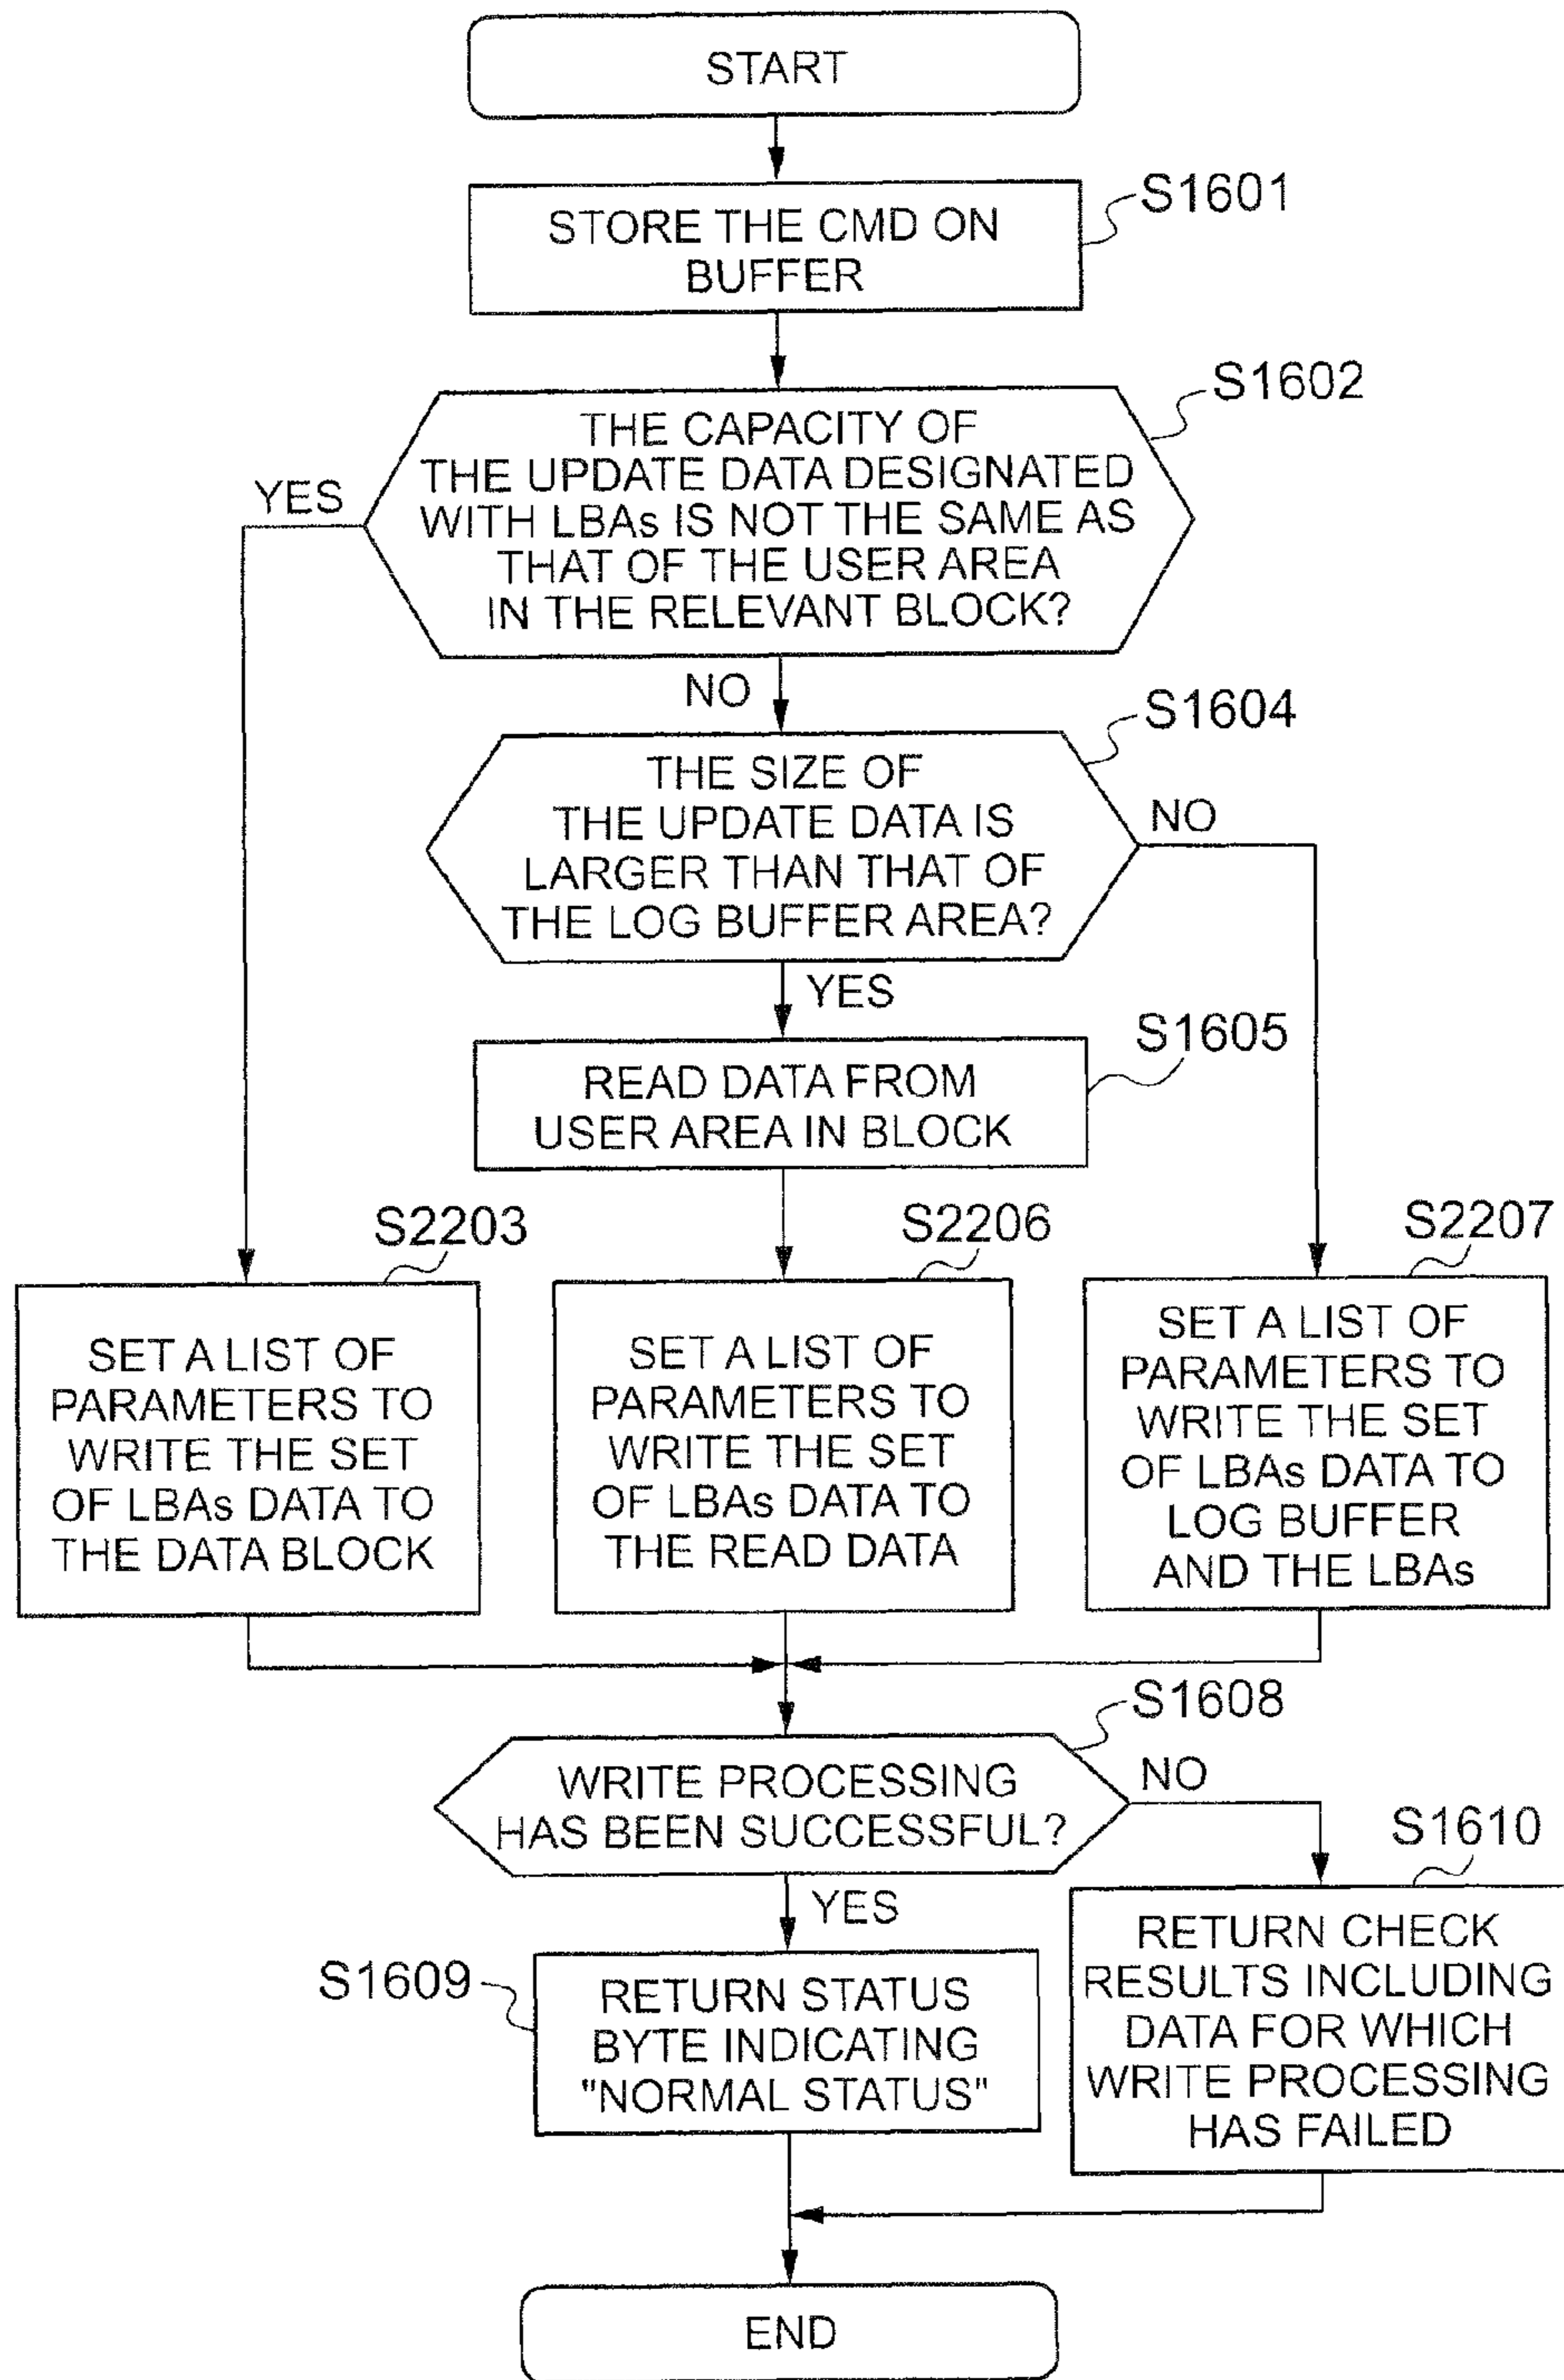 START
S1601
STORE THE CMD ON
BUFFER
S1602
THE CAPACITY OF
THE UPDATE DATA DESIGNATED
WITH LBAs IS NOT THE SAME AS
THAT OF THE USER AREA
IN THE RELEVANT BLOCK?
YES
NO
S1604
THE SIZE OF
THE UPDATE DATA IS
LARGER THAN THAT OF
THE LOG BUFFER AREA?
NO
YES
S1605
READ DATA FROM
USER AREA IN BLOCK
S2203
SET A LIST OF
PARAMETERS TO
WRITE THE SET
OF LBAs DATA TO
THE DATA BLOCK
S2206
SET A LIST OF
PARAMETERS TO
WRITE THE SET
OF LBAs DATA TO
THE READ DATA
S2207
SET A LIST OF
PARAMETERS TO
WRITE THE SET
OF LBAs DATA TO
LOG BUFFER
AND THE LBAs
S1608
WRITE PROCESSING
HAS BEEN SUCCESSFUL?
NO
YES
S1609
RETURN STATUS
BYTE INDICATING
"NORMAL STATUS"
S1610
RETURN CHECK
RESULTS INCLUDING
DATA FOR WHICH
WRITE PROCESSING
HAS FAILED
END